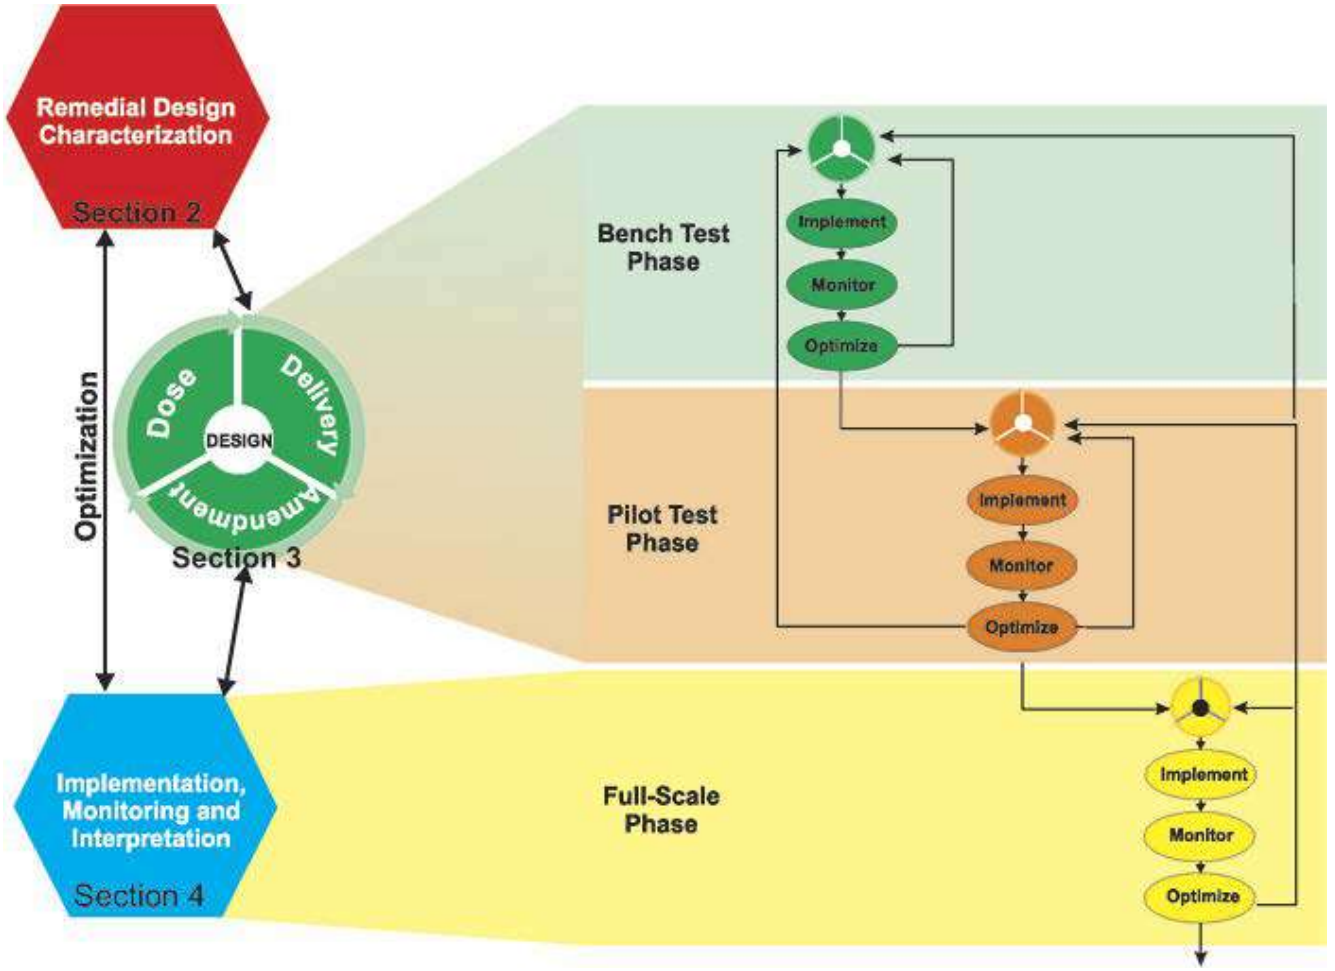 Remedial Design
Characterization
Section 2
Optimization
Dose
Delivery
DESIGN
Amendment
Section 3
Implementation,
Monitoring and
Interpretation
Section 4
Bench Test
Phase
Implement
Monitor
Optimize
Pilot Test
Phase
Implement
Monitor
Optimize
Full-Scale
Phase
Implement
Monitor
Optimize